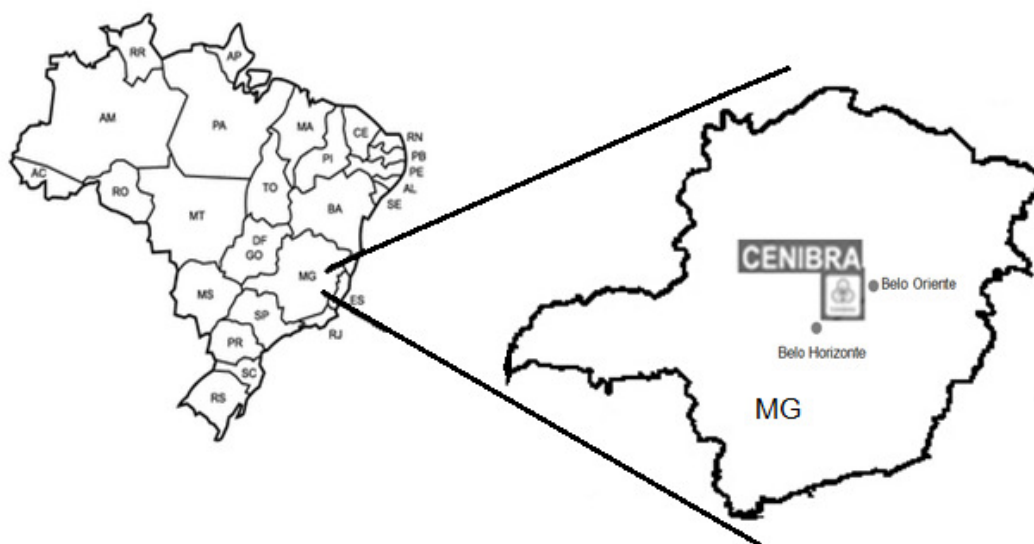 RR
AP
AM
PA
MA
CE
RN
PI
PB
PE
AC
AL
TO
RO
SE
BA
MT
DF
GO
MG
MS
ES
SP
RJ
PR
SC
RS
CENIBRA
Belo Oriente
Belo Horizonte
MG